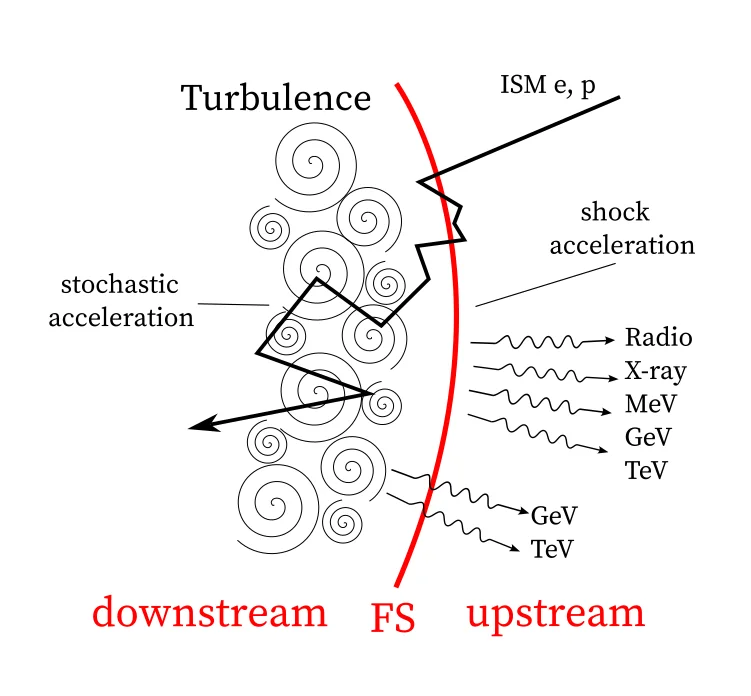 ISM e, p
Turbulence
shock
acceleration
stochastic
acceleration
Radio
X-ray
MeV
GeV
TeV
GeV
TeV
downstream FS upstream